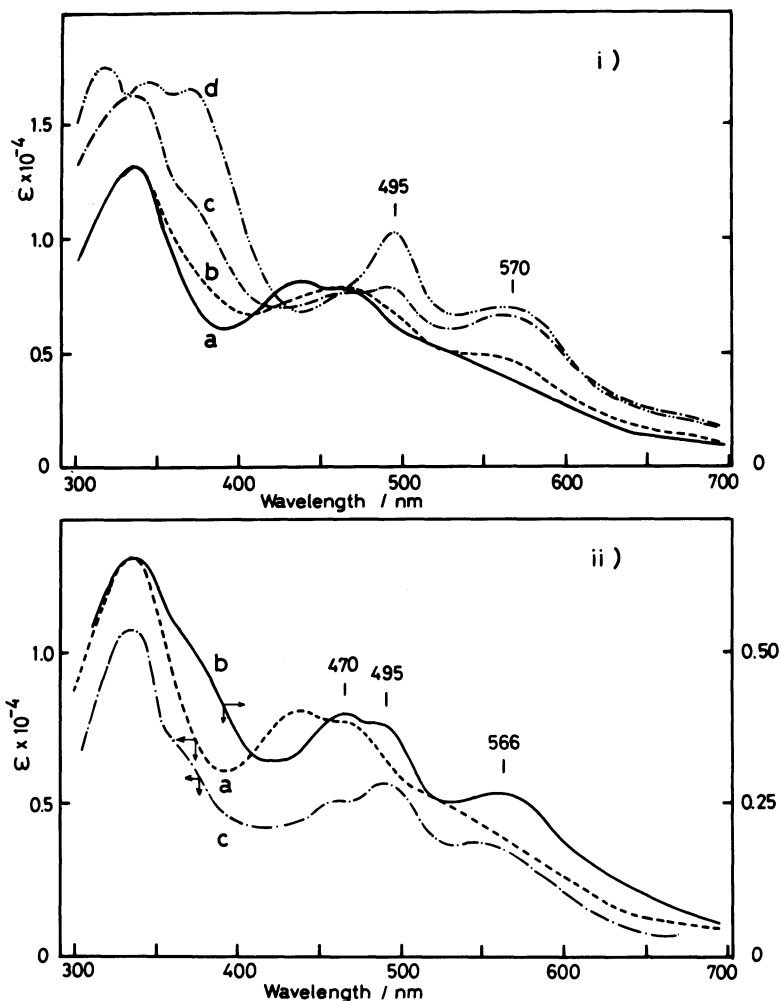 i )
d
1.5
495
ε × 10⁻⁴
c
1.0
570
b
a
0.5
0 0
300 400 500 600 700
Wavelength / nm
ii )
b
470
1.0 495 0.50
566
ε × 10⁻⁴
a
0.5 0.25
c
0 0
300 400 500 600 700
Wavelength / nm